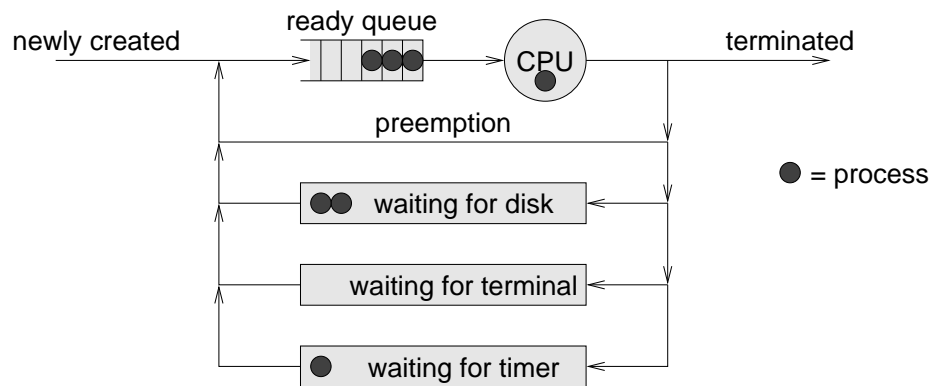 ready queue
newly created
terminated
CPU
preemption
= process
waiting for disk
waiting for terminal
waiting for timer